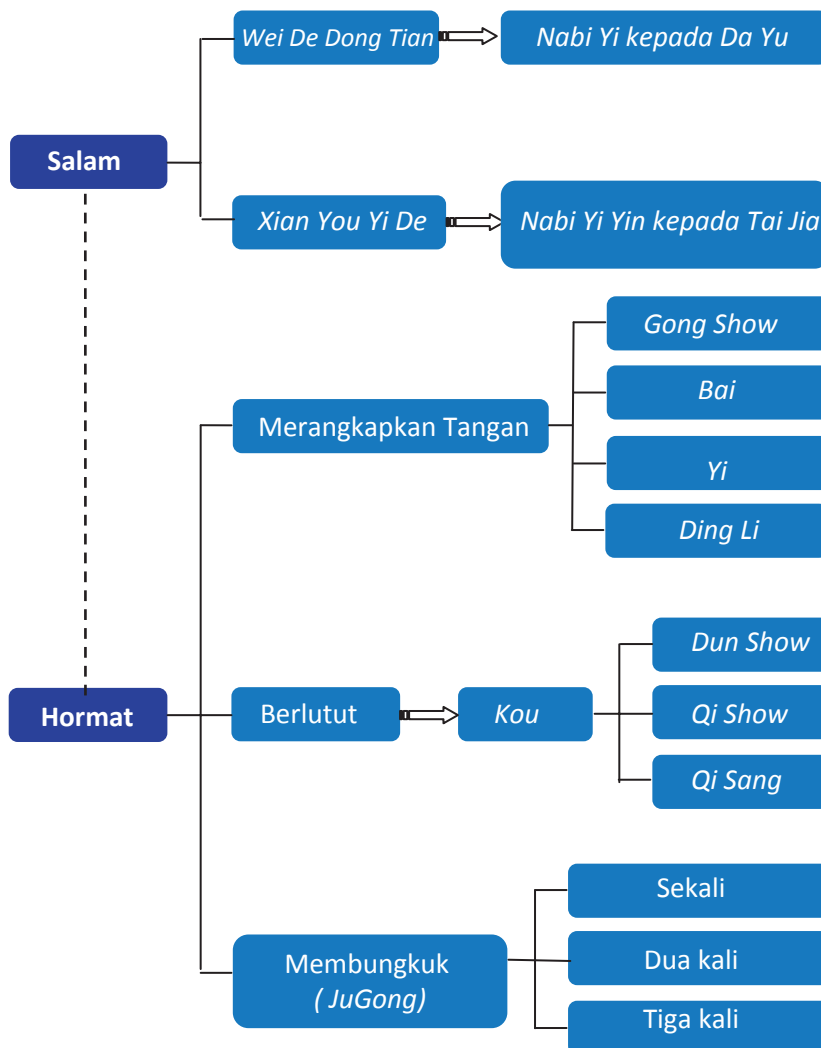 Salam
Wei De Dong Tian
Nabi Yi kepada Da Yu
Xian You Yi De
Nabi Yi Yin kepada Tai Jia
Hormat
Merangkapkan Tangan
Gong Show
Bai
Yi
Ding Li
Berlutut
Kou
Dun Show
Qi Show
Qi Sang
Membungkuk
( JuGong)
Sekali
Dua kali
Tiga kali